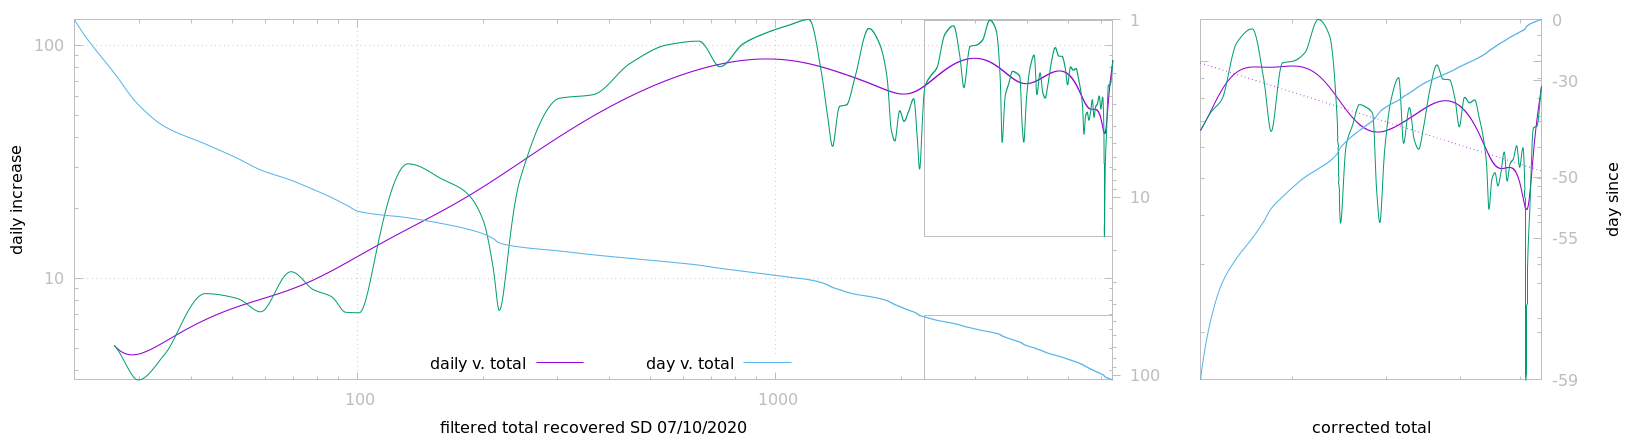 100
10
daily increase
100
1000
filtered total recovered SD 07/10/2020
daily v. total
day v. total
1
10
100
0
-30
-50
-55
-59
day since
corrected total